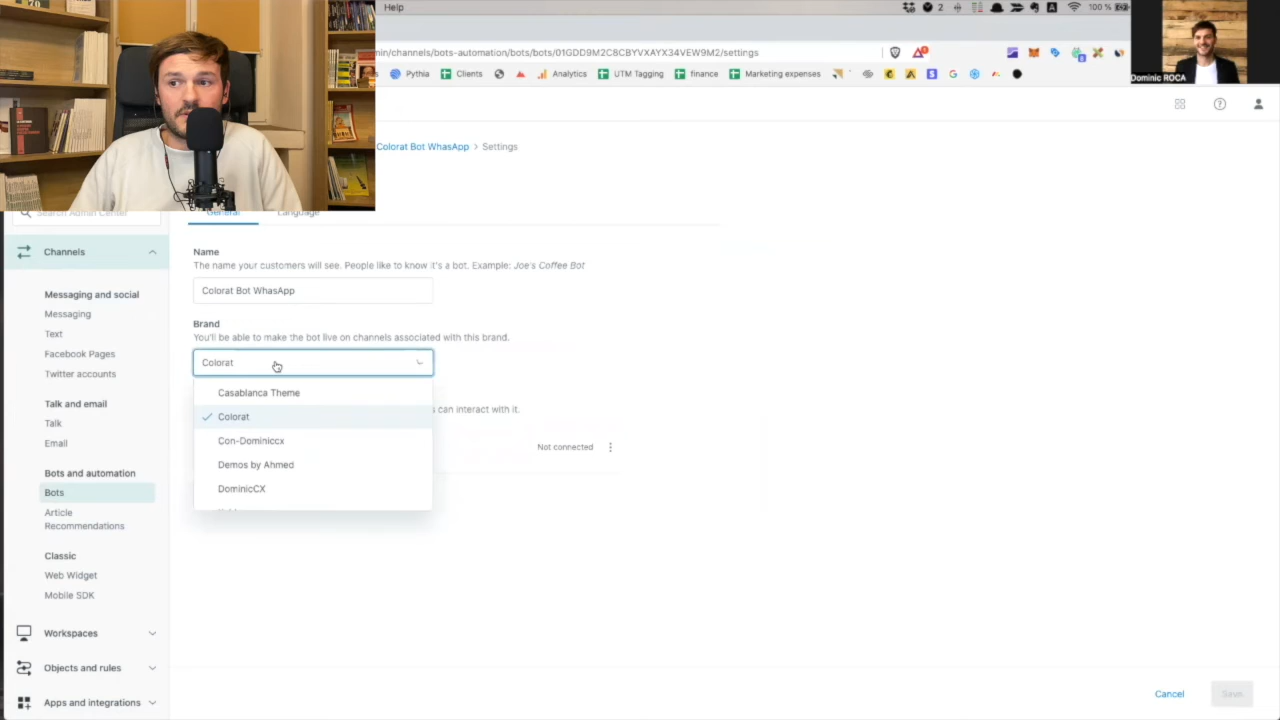 Help
2
A
100 %
min/channels/bots-automation/bots/bots/01GDD9M2C8CBYVXAYX34VEW9M2/settings
Pythia
Clients
Analytics
UTM Tagging
finance
Marketing expenses
Dominic ROCA
Colorat Bot WhasApp > Settings
Search Admin Center
General
Language
Channels
Messaging and social
Messaging
Text
Facebook Pages
Twitter accounts
Talk and email
Talk
Email
Bots and automation
Bots
Article
Recommendations
Classic
Web Widget
Mobile SDK
Workspaces
Objects and rules
Apps and integrations
Name
The name your customers will see. People like to know it's a bot. Example: Joe's Coffee Bot
Colorat Bot WhasApp
Brand
You'll be able to make the bot live on channels associated with this brand.
Colorat
Casablanca Theme
Colorat
Con-Dominiccx
Demos by Ahmed
DominicCX
can interact with it.
Not connected
Cancel
Save